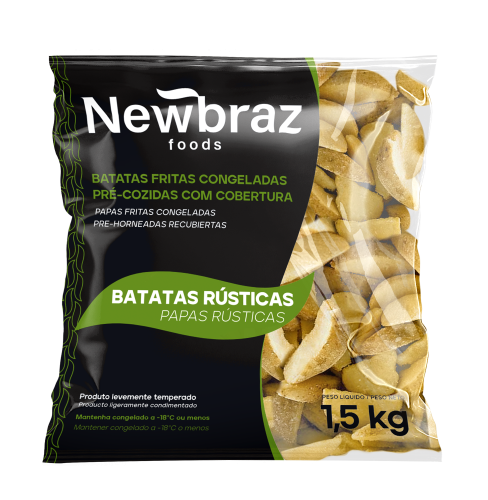 Newbraz
foods
BATATAS FRITAS CONGELADAS
PRÉ-COZIDAS COM COBERTURA
PAPAS FRITAS CONGELADAS
PRE-HORNEADAS RECUBIERTAS
BATATAS RÚSTICAS
PAPAS RÚSTICAS
Produto levemente temperado
Producto ligeramente condimentado
Mantenha congelado a -18°C ou menos
Mantener congelado a -18°C o menos
PESO LÍQUIDO / PESO
1,5 kg